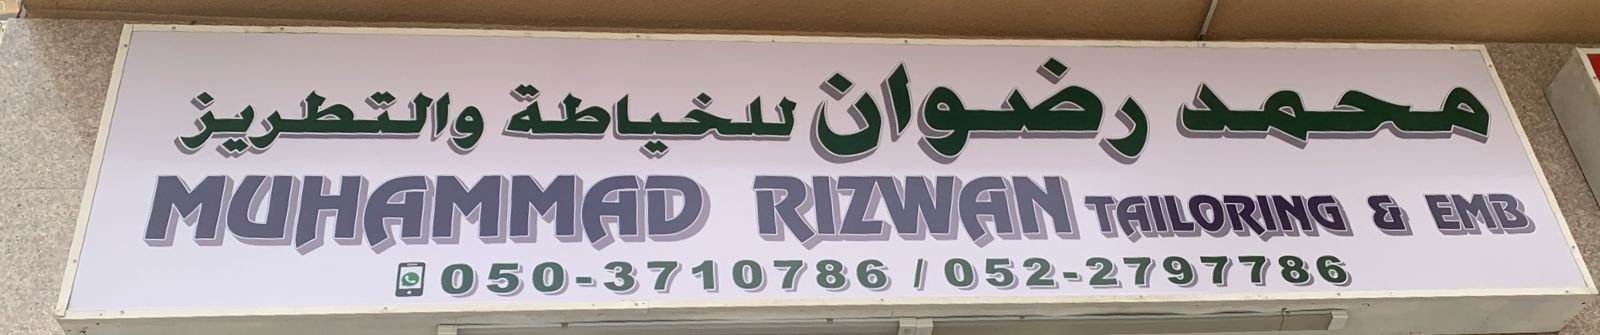 محمد رضوان للخياطة والتطريز
MUHAMMAD RIZWAN TAILORING & EMB
050-3710786 / 052-2797786